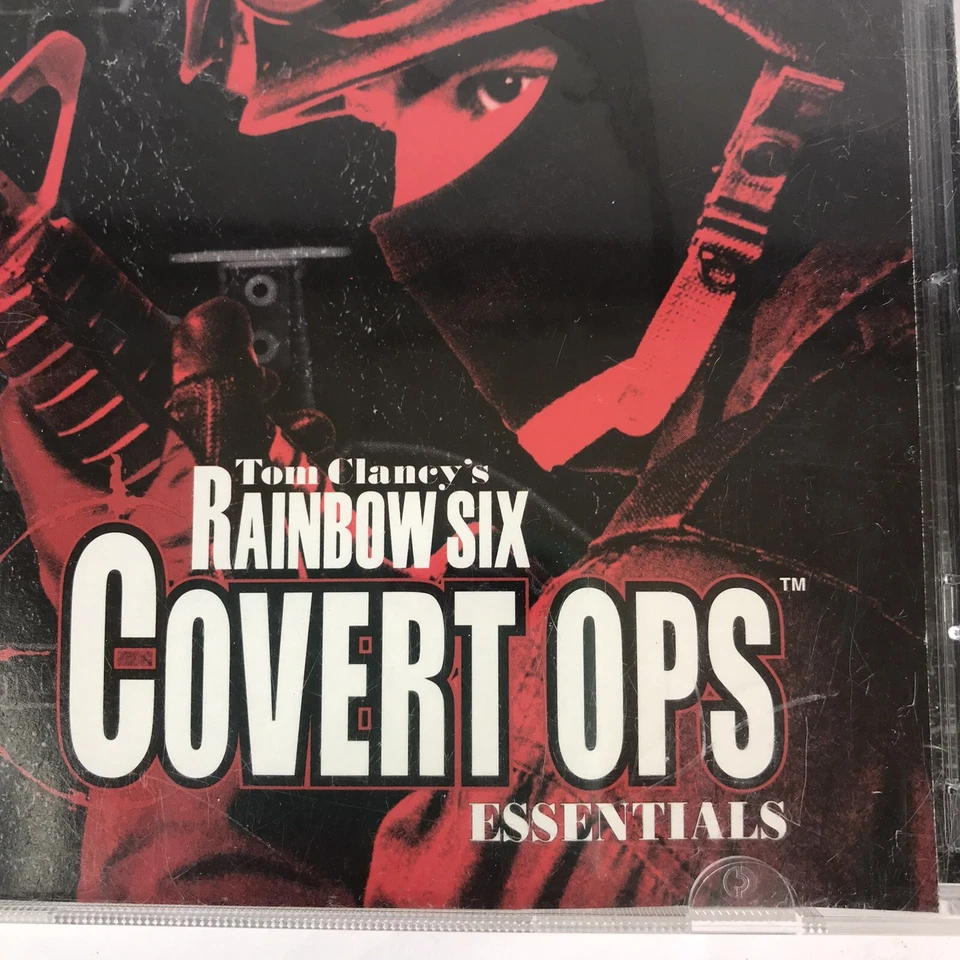 Tom Clancy's
RAINBOW SIX
COVERT OPS™
ESSENTIALS